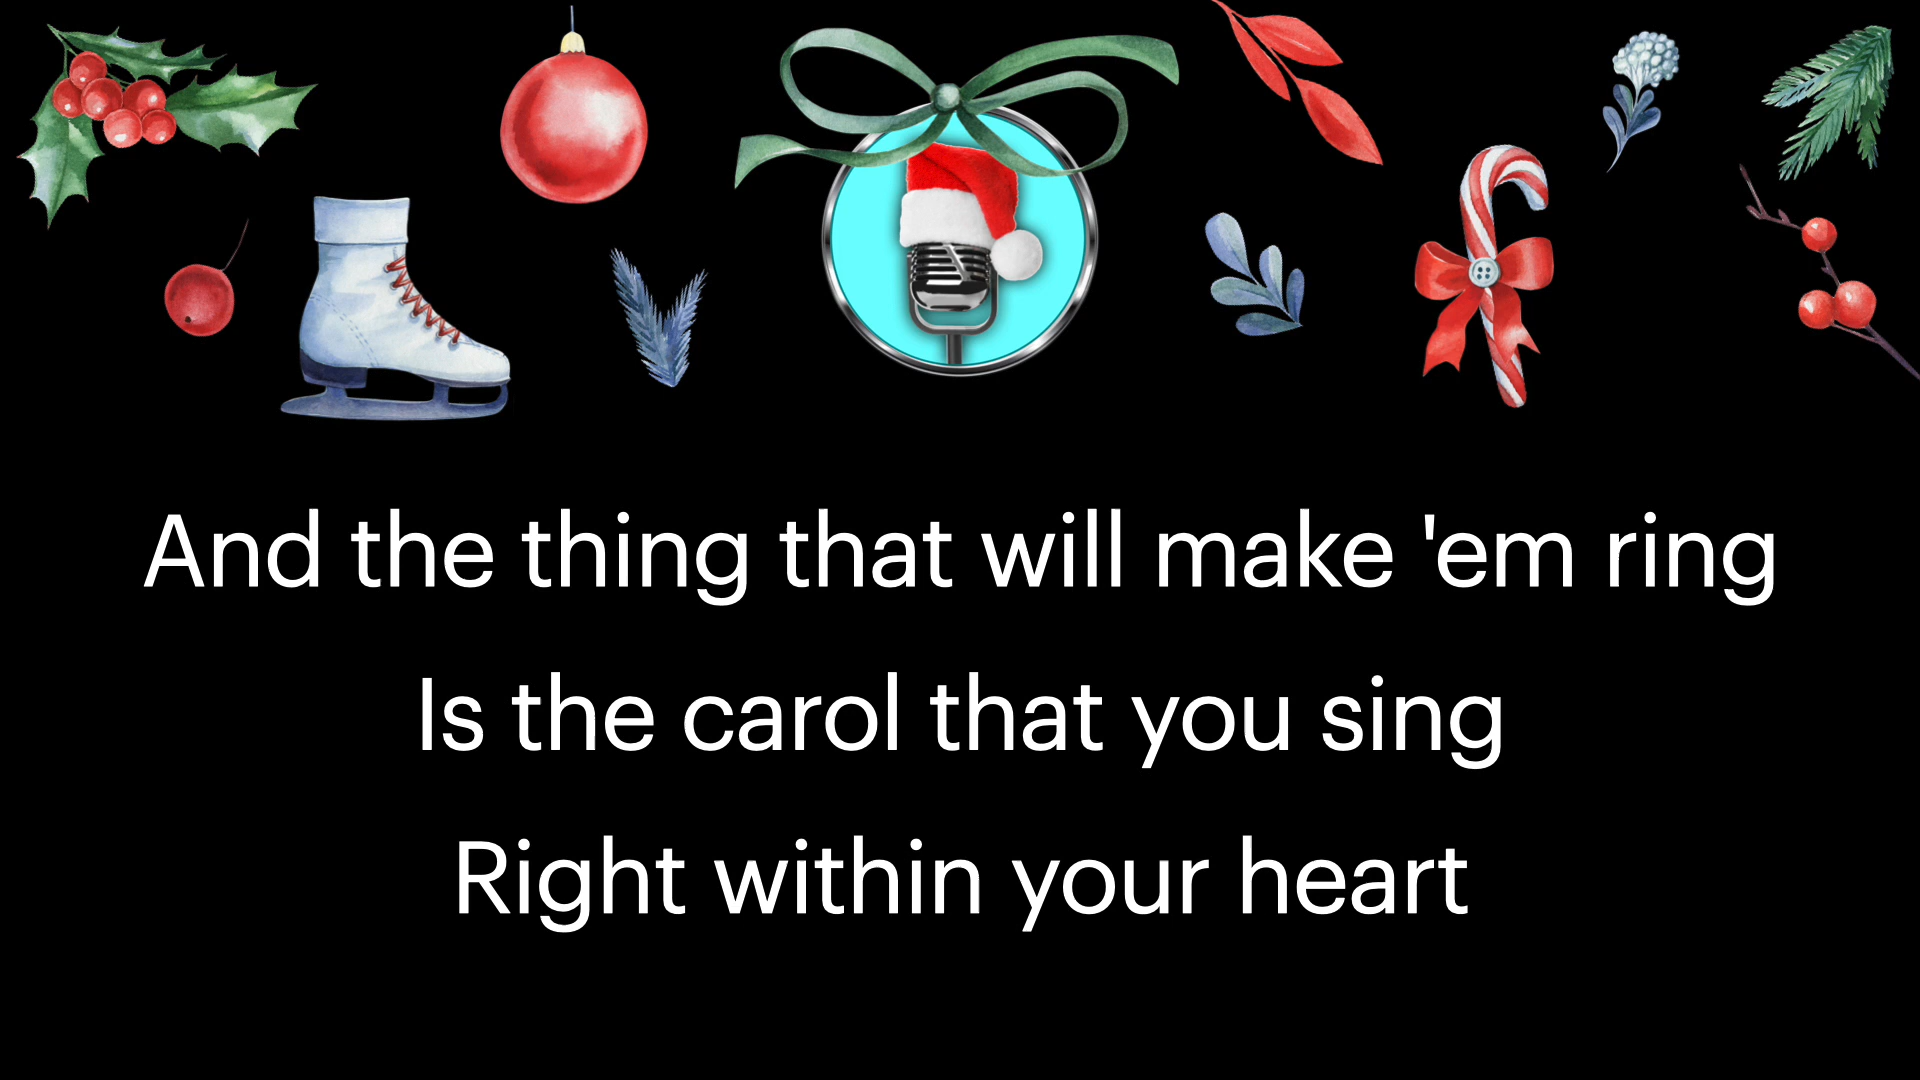 And the thing that will make 'em ring
Is the carol that you sing
Right within your heart